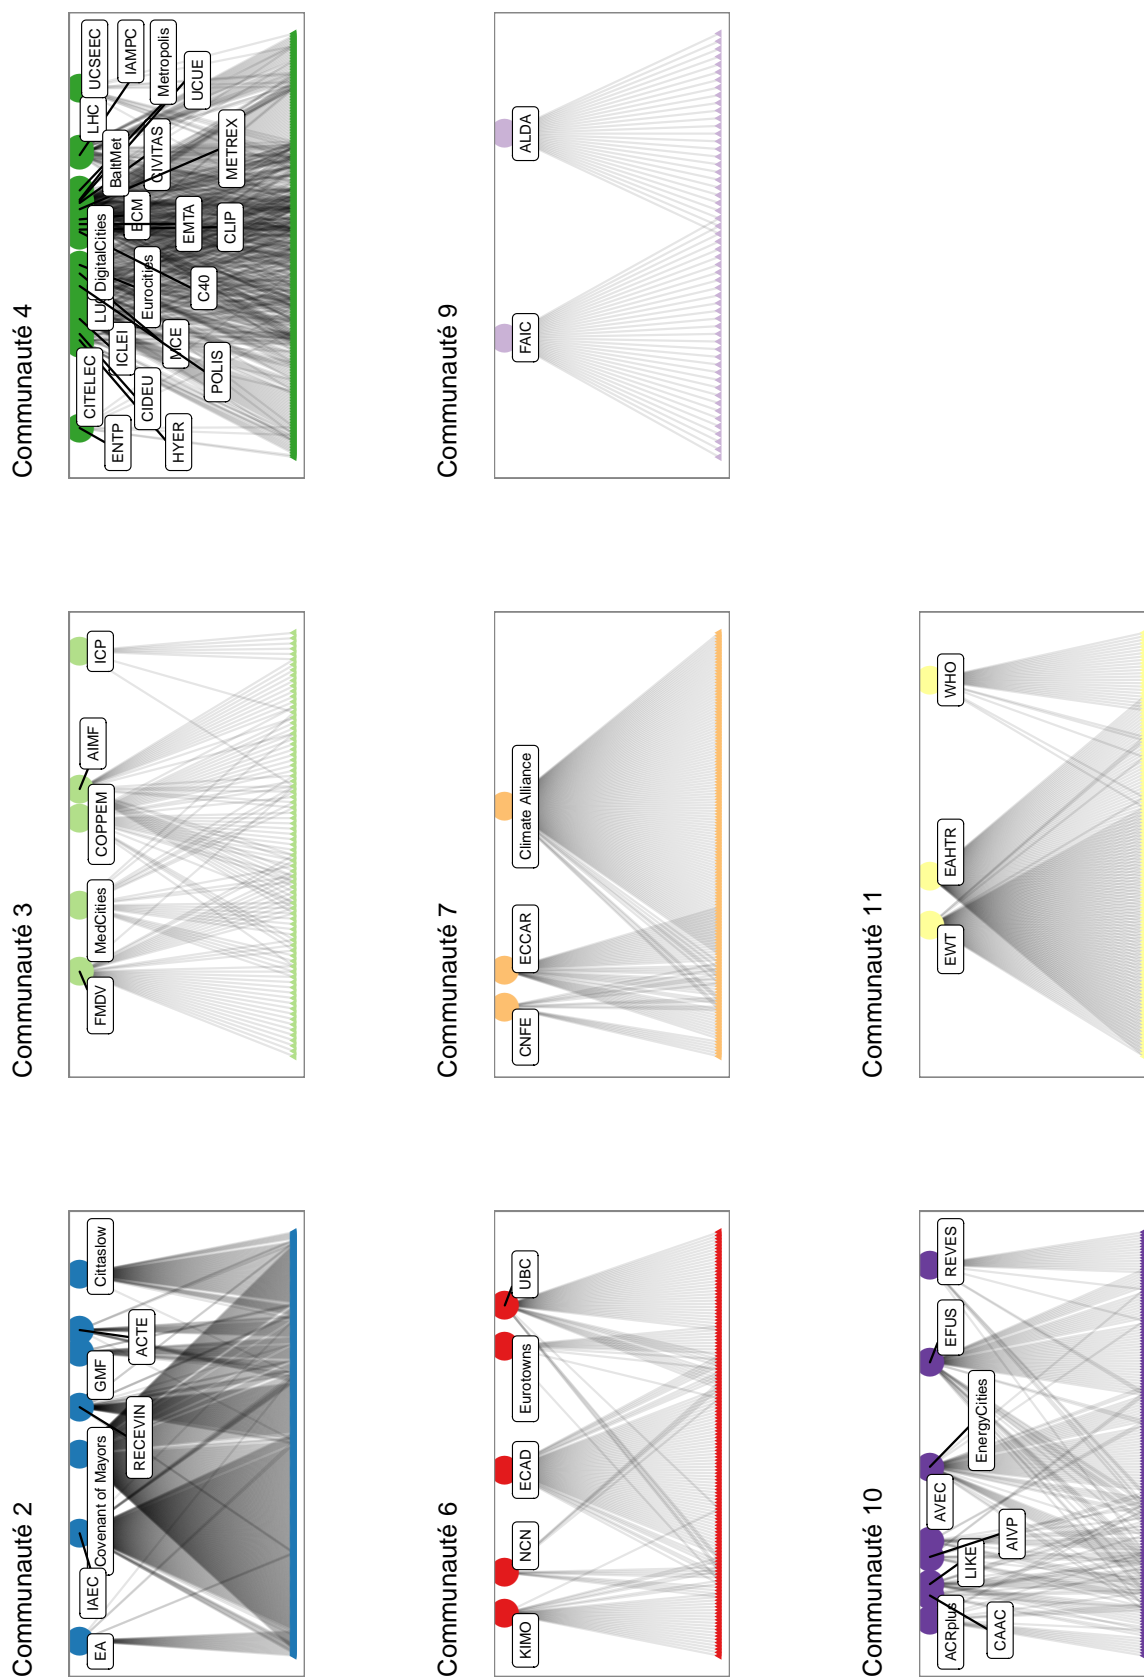 Communauté 2
EA
IAEC
Covenant of Mayors
RECEVIN
GMF
ACTE
Cittaslow
Communauté 3
FMDV
MedCities
COPPEM
AIMF
ICP
Communauté 4
ENTP
CITELEC
HYER
CIDEU
ICLEI
POLIS
MCE
LU
Eurocities
C40
DigitalCities
CLIP
EMTA
ECM
METREX
CIVITAS
BaltMet
LHC
UCUE
Metropolis
IAMPC
UCSEEC
Communauté 6
KIMO
NCN
ECAD
Eurotowns
UBC
Communauté 7
CNFE
ECCAR
Climate Alliance
Communauté 9
FAIC
ALDA
Communauté 10
ACRplus
CAAC
LIKE
AIVP
AVEC
EnergyCities
EFUS
REVES
Communauté 11
EWT
EAHTR
WHO